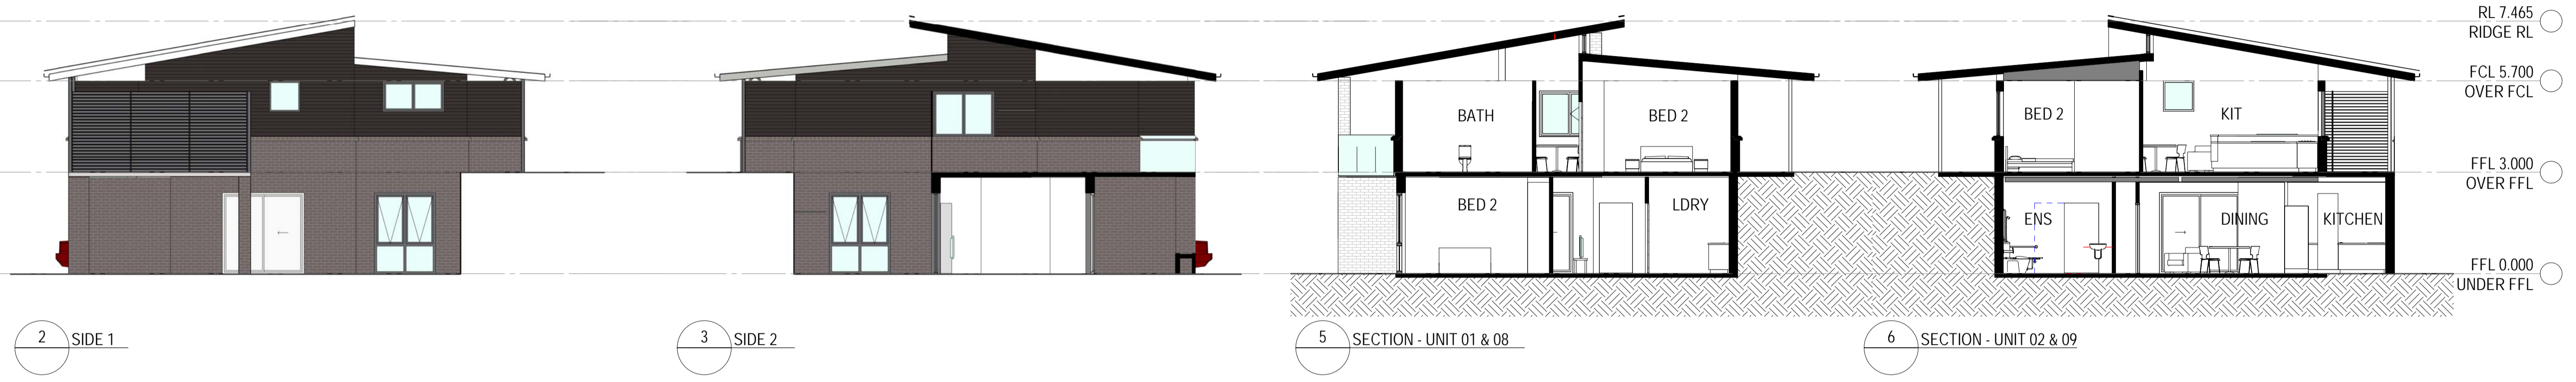 RL 7.465
RIDGE RL
FCL 5.700
OVER FCL
BATH
BED 2
BED 2
KIT
FFL 3.000
OVER FFL
BED 2
LDRY
ENS
DINING
KITCHEN
FFL 0.000
UNDER FFL
2 SIDE 1
3 SIDE 2
5 SECTION - UNIT 01 & 08
6 SECTION - UNIT 02 & 09